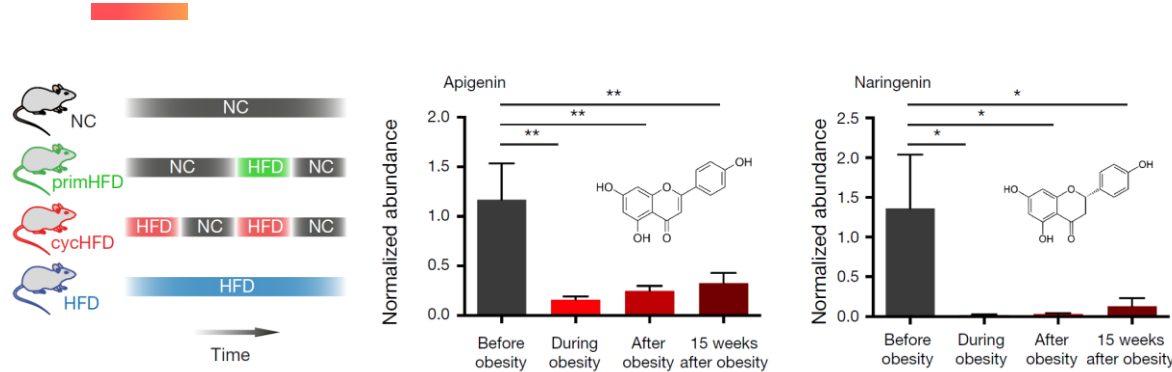 NC
NC
primHFD
NC HFD NC
cycHFD
HFD NC HFD NC
HFD
HFD
Time
Apigenin
Normalized abundance
2.0
1.5
1.0
0.5
0.0
**
**
**
HO
OH
O
OH
O
Before obesity
During obesity
After obesity
15 weeks after obesity
Naringenin
Normalized abundance
2.5
2.0
1.5
1.0
0.5
0.0
*
*
*
HO
OH
O
OH
O
Before obesity
During obesity
After obesity
15 weeks after obesity